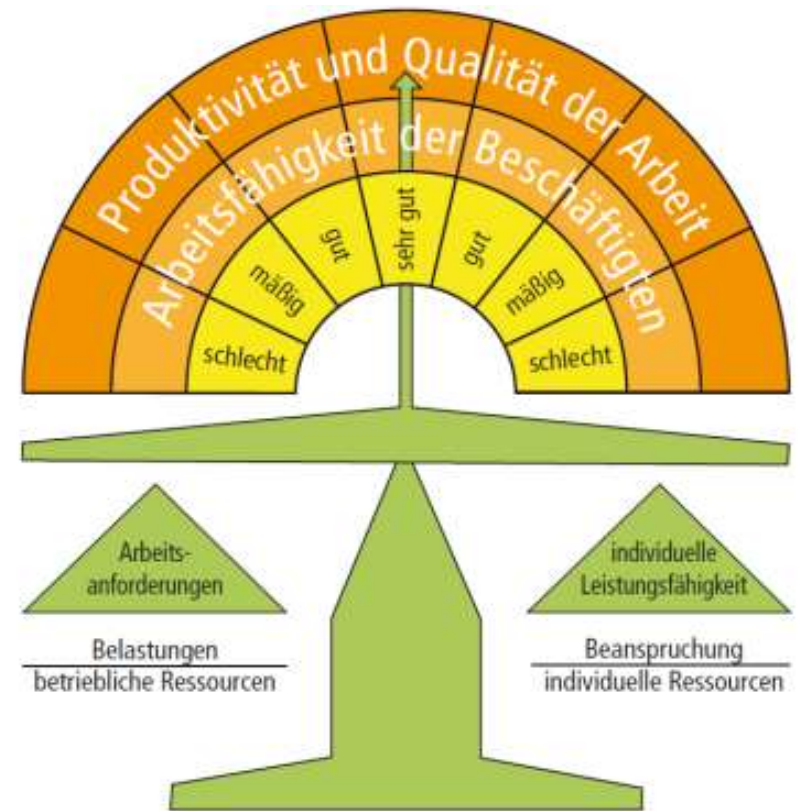 Produktivität und Qualität der Arbeit
Arbeitsfähigkeit der Beschäftigten
schlecht
mäßig
gut
sehr gut
gut
mäßig
schlecht
Arbeits-
anforderungen
individuelle
Leistungsfähigkeit
Belastungen
betriebliche Ressourcen
Beanspruchung
individuelle Ressourcen